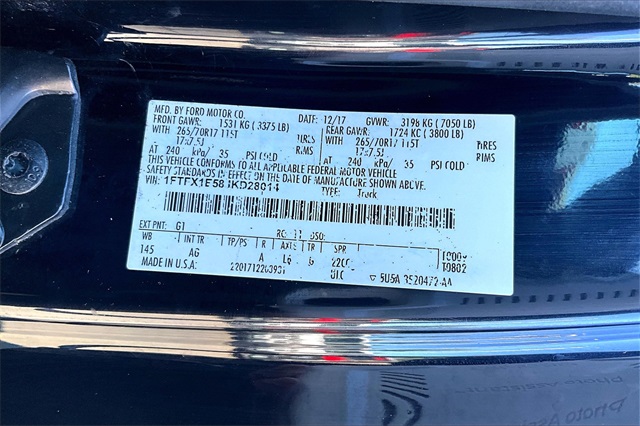 MFD. BY FORD MOTOR CO.
DATE: 12/17 GVWR: 3198 KG ( 7050 LB)
FRONT GAWR: 1531 KG ( 3375 LB) REAR GAWR: 1724 KG ( 3800 LB)
WITH 265/70R17 115T TIRES WITH 265/70R17 115T TIRES
17x7.5J RIMS 17x7.5J RIMS
AT 240 kPa/ 35 PSI COLD AT 240 kPa/ 35 PSI COLD
THIS VEHICLE CONFORMS TO ALL APPLICABLE FEDERAL MOTOR VEHICLE
SAFETY STANDARDS IN EFFECT ON THE DATE OF MANUFACTURE SHOWN ABOVE
VIN: TYPE: Truck
EXT PNT: G1
WB INT TR TP/PS R AXLE TR SPR
145 AG A L6
MADE IN U.S.A.
Photo Assistant